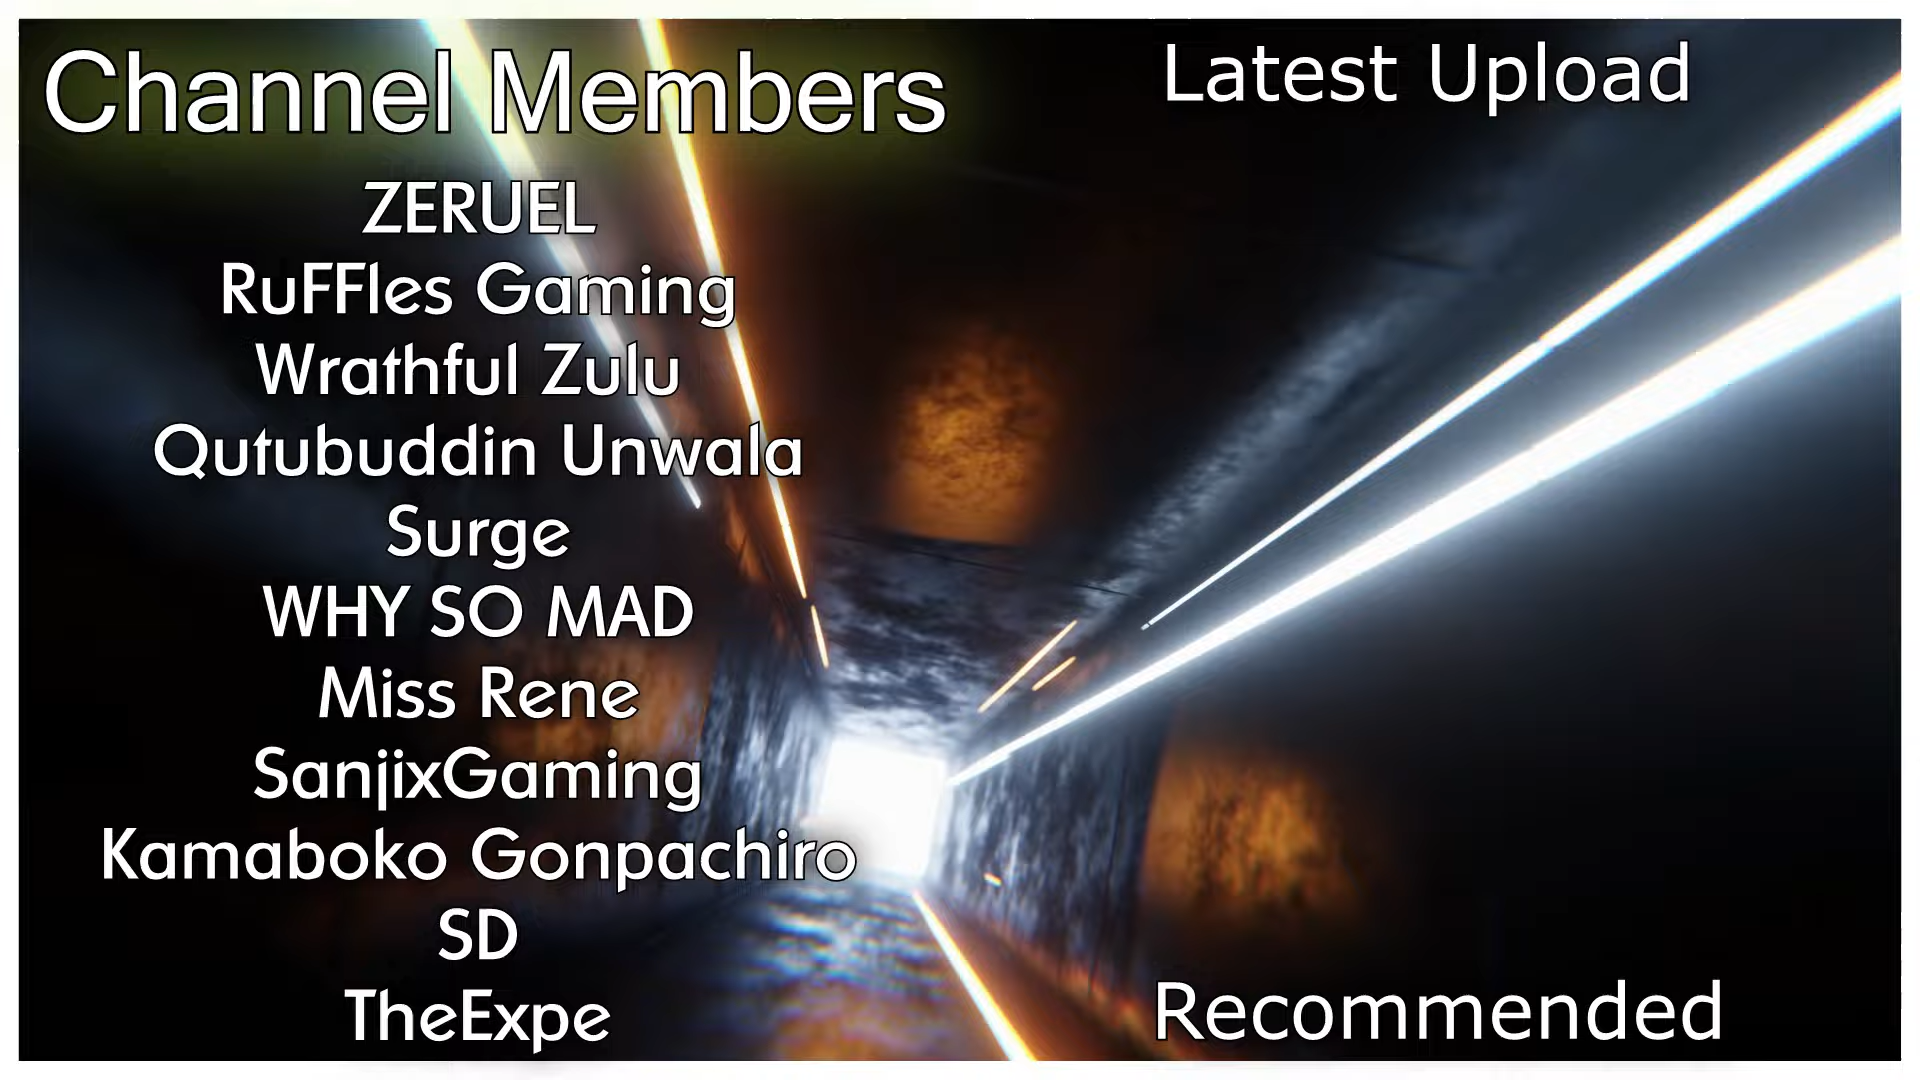 Channel Members
ZERUEL
RuFFles Gaming
Wrathful Zulu
Qutubuddin Unwala
Surge
WHY SO MAD
Miss Rene
SanjixGaming
Kamaboko Gonpachiro
SD
TheExpe
Latest Upload
Recommended